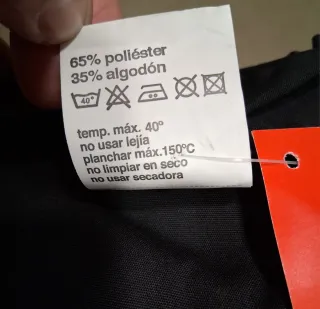 65% poliéster
35% algodón
40°
temp. máx. 40º
no usar lejía
planchar máx.150ºC
no limpiar en seco
no usar secadora